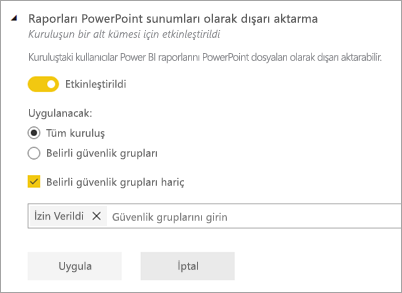 Raporları PowerPoint sunumları olarak dışarı aktarma
Kuruluşun bir alt kümesi için etkinleştirildi
Kuruluştaki kullanıcılar Power BI raporlarını PowerPoint dosyaları olarak dışarı aktarabilir.
Etkinleştirildi
Uygulanacak:
Tüm kuruluş
Belirli güvenlik grupları
Belirli güvenlik grupları hariç
İzin Verildi Güvenlik gruplarını girin
Uygula İptal